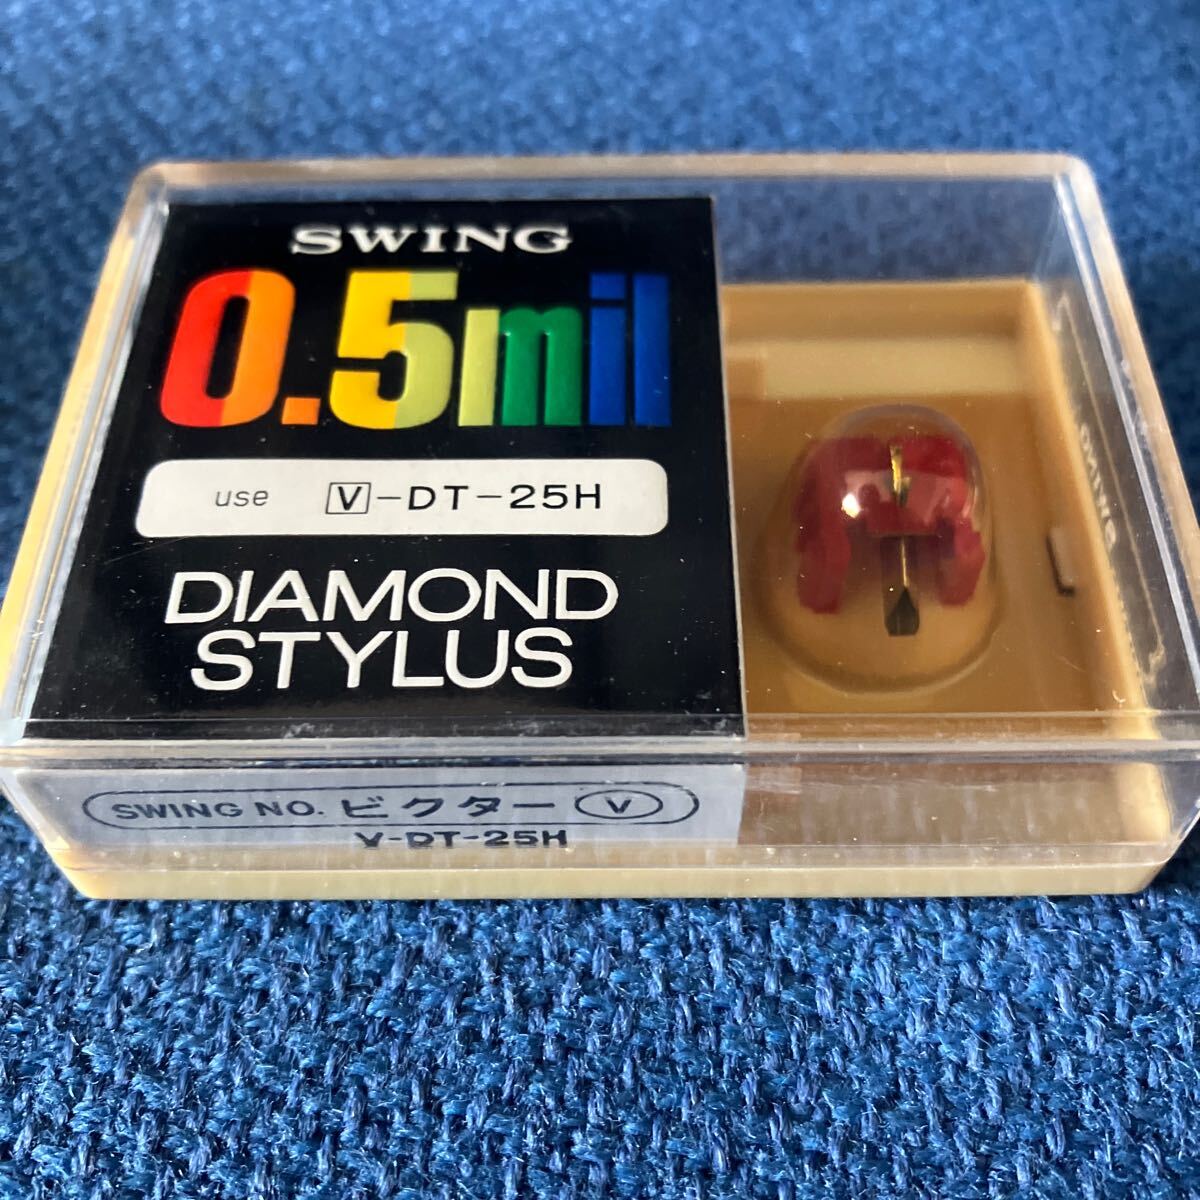 SWING
0.5mil
use V-DT-25H
DIAMOND
STYLUS
SWING NO. ビクター V
V-DT-25H